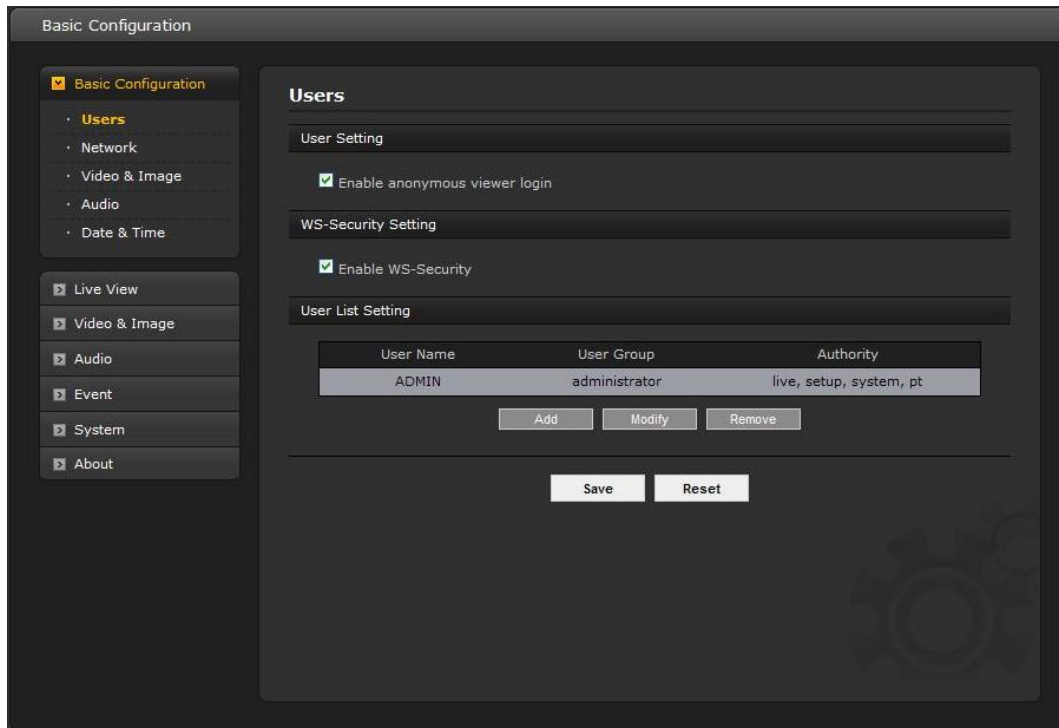 Basic Configuration
Basic Configuration
· Users
· Network
· Video & Image
· Audio
· Date & Time
Live View
Video & Image
Audio
Event
System
About
Users
User Setting
Enable anonymous viewer login
WS-Security Setting
Enable WS-Security
User List Setting
User Name User Group Authority
ADMIN administrator live, setup, system, pt
Add Modify Remove
Save Reset